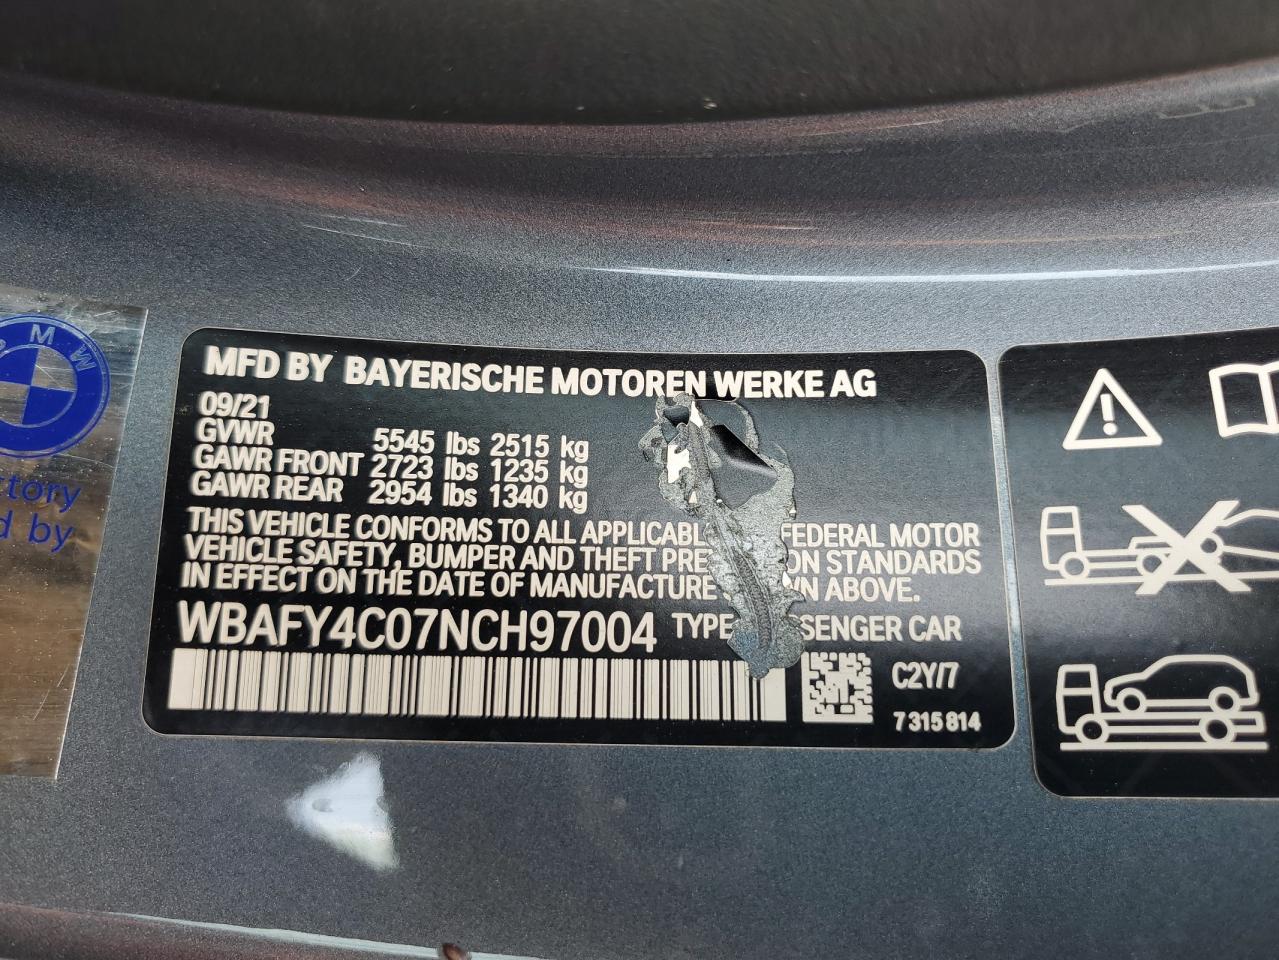 MFD BY BAYERISCHE MOTOREN WERKE AG
09/21
GVWR 5545 lbs 2515 kg
GAWR FRONT 2723 lbs 1235 kg
GAWR REAR 2954 lbs 1340 kg
THIS VEHICLE CONFORMS TO ALL APPLICABL FEDERAL MOTOR
VEHICLE SAFETY, BUMPER AND THEFT PRE ON STANDARDS
IN EFFECT ON THE DATE OF MANUFACTURE WN ABOVE.
WBAFY4C07NCH97004 TYPE SENGER CAR
C2Y/7
7 315 814
M W
ctory
d by